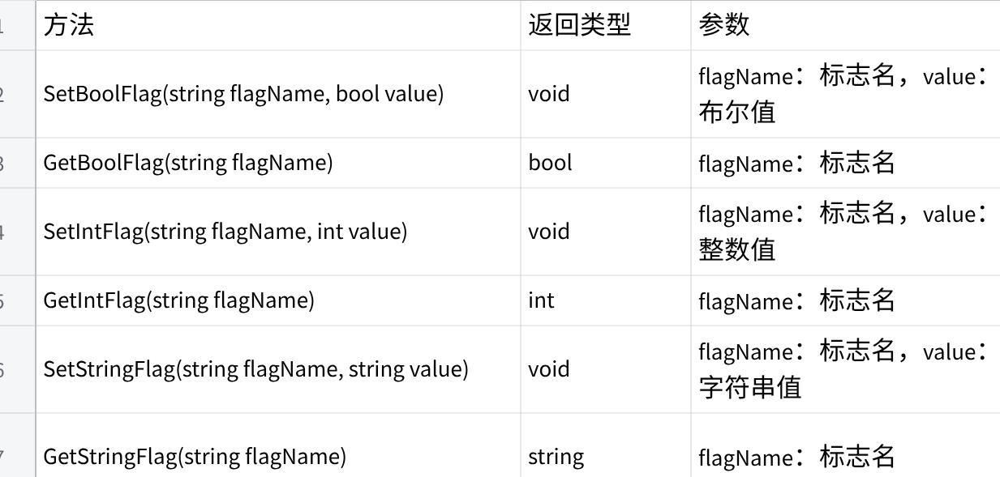 1 方法 返回类型 参数
2 SetBoolFlag(string flagName, bool value) void flagName：标志名，value：
布尔值
3 GetBoolFlag(string flagName) bool flagName：标志名
4 SetIntFlag(string flagName, int value) void flagName：标志名，value：
整数值
5 GetIntFlag(string flagName) int flagName：标志名
6 SetStringFlag(string flagName, string value) void flagName：标志名，value：
字符串值
7 GetStringFlag(string flagName) string flagName：标志名